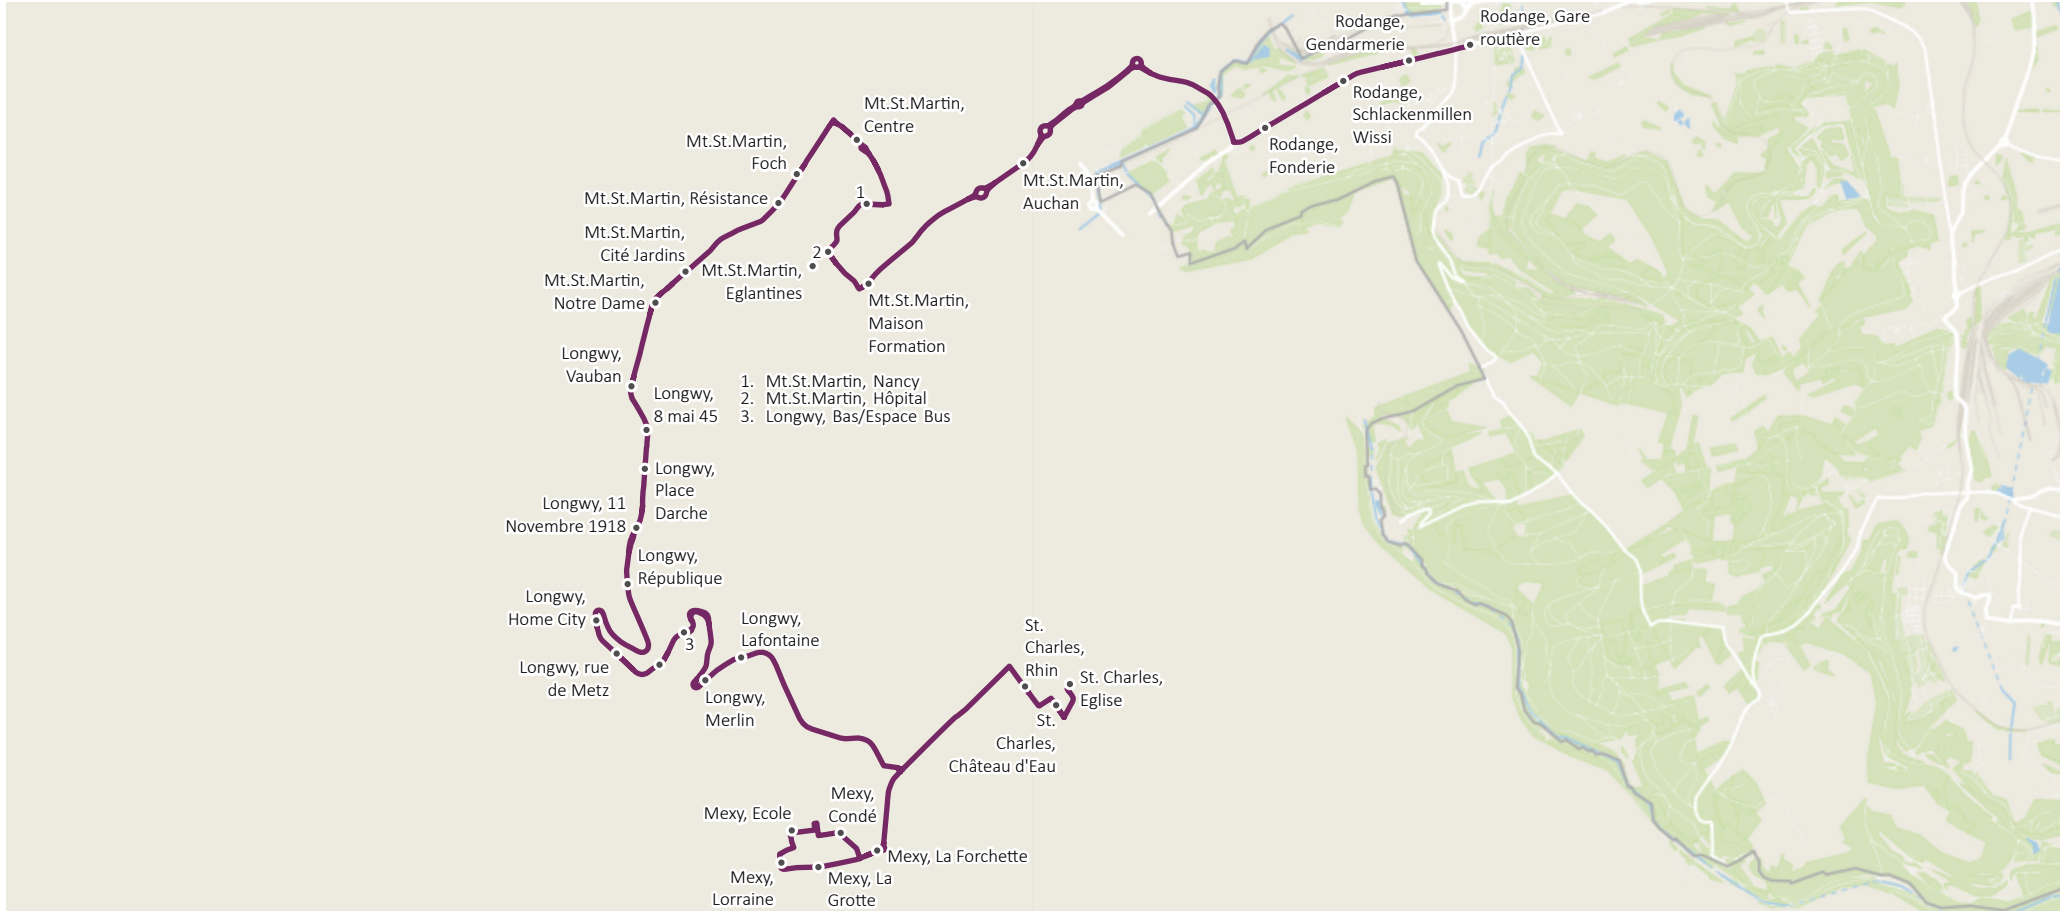 Rodange, Gare
routière
Rodange,
Gendarmerie
Rodange,
Schlackenmillen
Wissi
Rodange,
Fonderie
Mt.St.Martin,
Auchan
Mt.St.Martin,
Centre
Mt.St.Martin,
Foch
Mt.St.Martin, Résistance
1
2
Mt.St.Martin,
Cité Jardins
Mt.St.Martin,
Eglantines
Mt.St.Martin,
Notre Dame
Mt.St.Martin,
Maison
Formation
Longwy,
Vauban
Longwy,
8 mai 45
1. Mt.St.Martin, Nancy
2. Mt.St.Martin, Hôpital
3. Longwy, Bas/Espace Bus
Longwy,
Place
Darche
Longwy, 11
Novembre 1918
Longwy,
République
Longwy,
Home City
Longwy, rue
de Metz
3
Longwy,
Lafontaine
Longwy,
Merlin
St.
Charles,
Rhin
St. Charles,
Eglise
St.
Charles,
Château d'Eau
Mexy,
Condé
Mexy, Ecole
Mexy, La Forchette
Mexy,
Lorraine
Mexy, La
Grotte